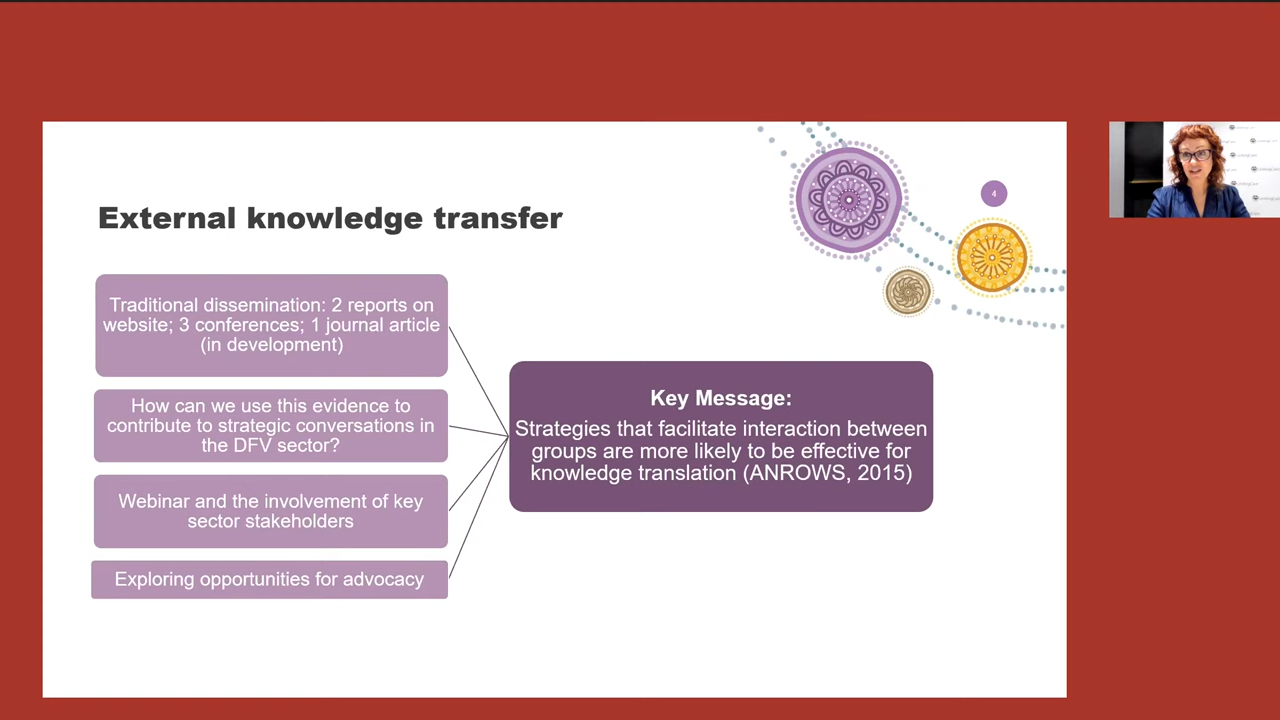 4
External knowledge transfer
Traditional dissemination: 2 reports on
website; 3 conferences; 1 journal article
(in development)
How can we use this evidence to
contribute to strategic conversations in
the DFV sector?
Webinar and the involvement of key
sector stakeholders
Exploring opportunities for advocacy
Key Message:
Strategies that facilitate interaction between
groups are more likely to be effective for
knowledge translation (ANROWS, 2015)